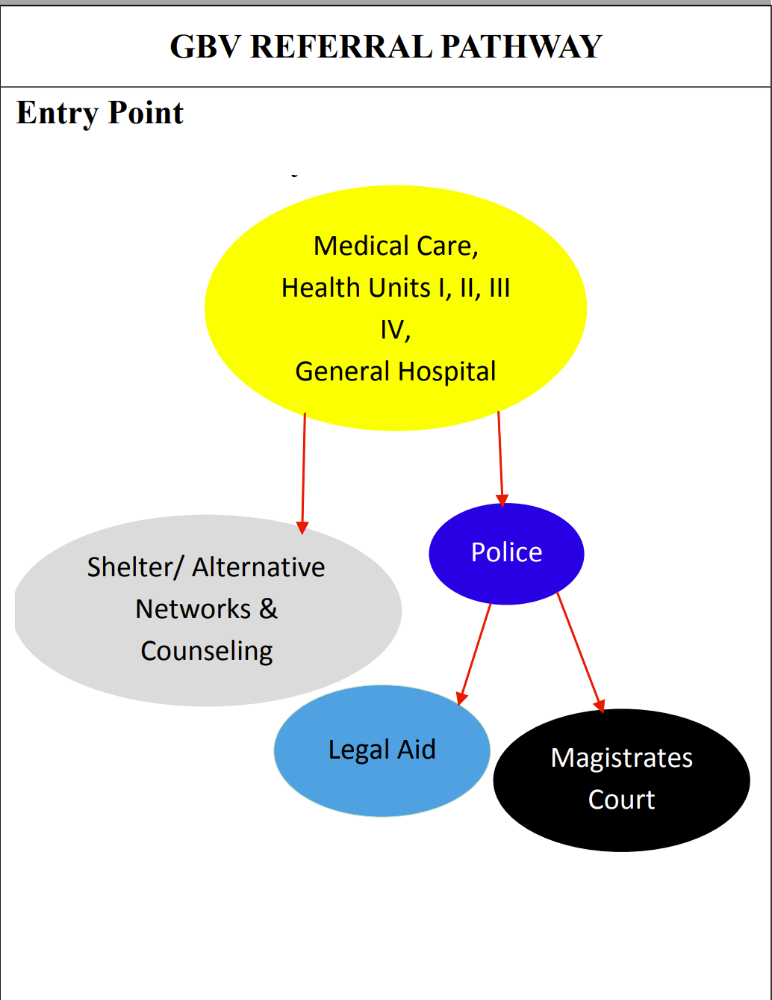 GBV REFERRAL PATHWAY
Entry Point
Medical Care,
Health Units I, II, III
IV,
General Hospital
Shelter/ Alternative
Networks &
Counseling
Police
Legal Aid
Magistrates
Court